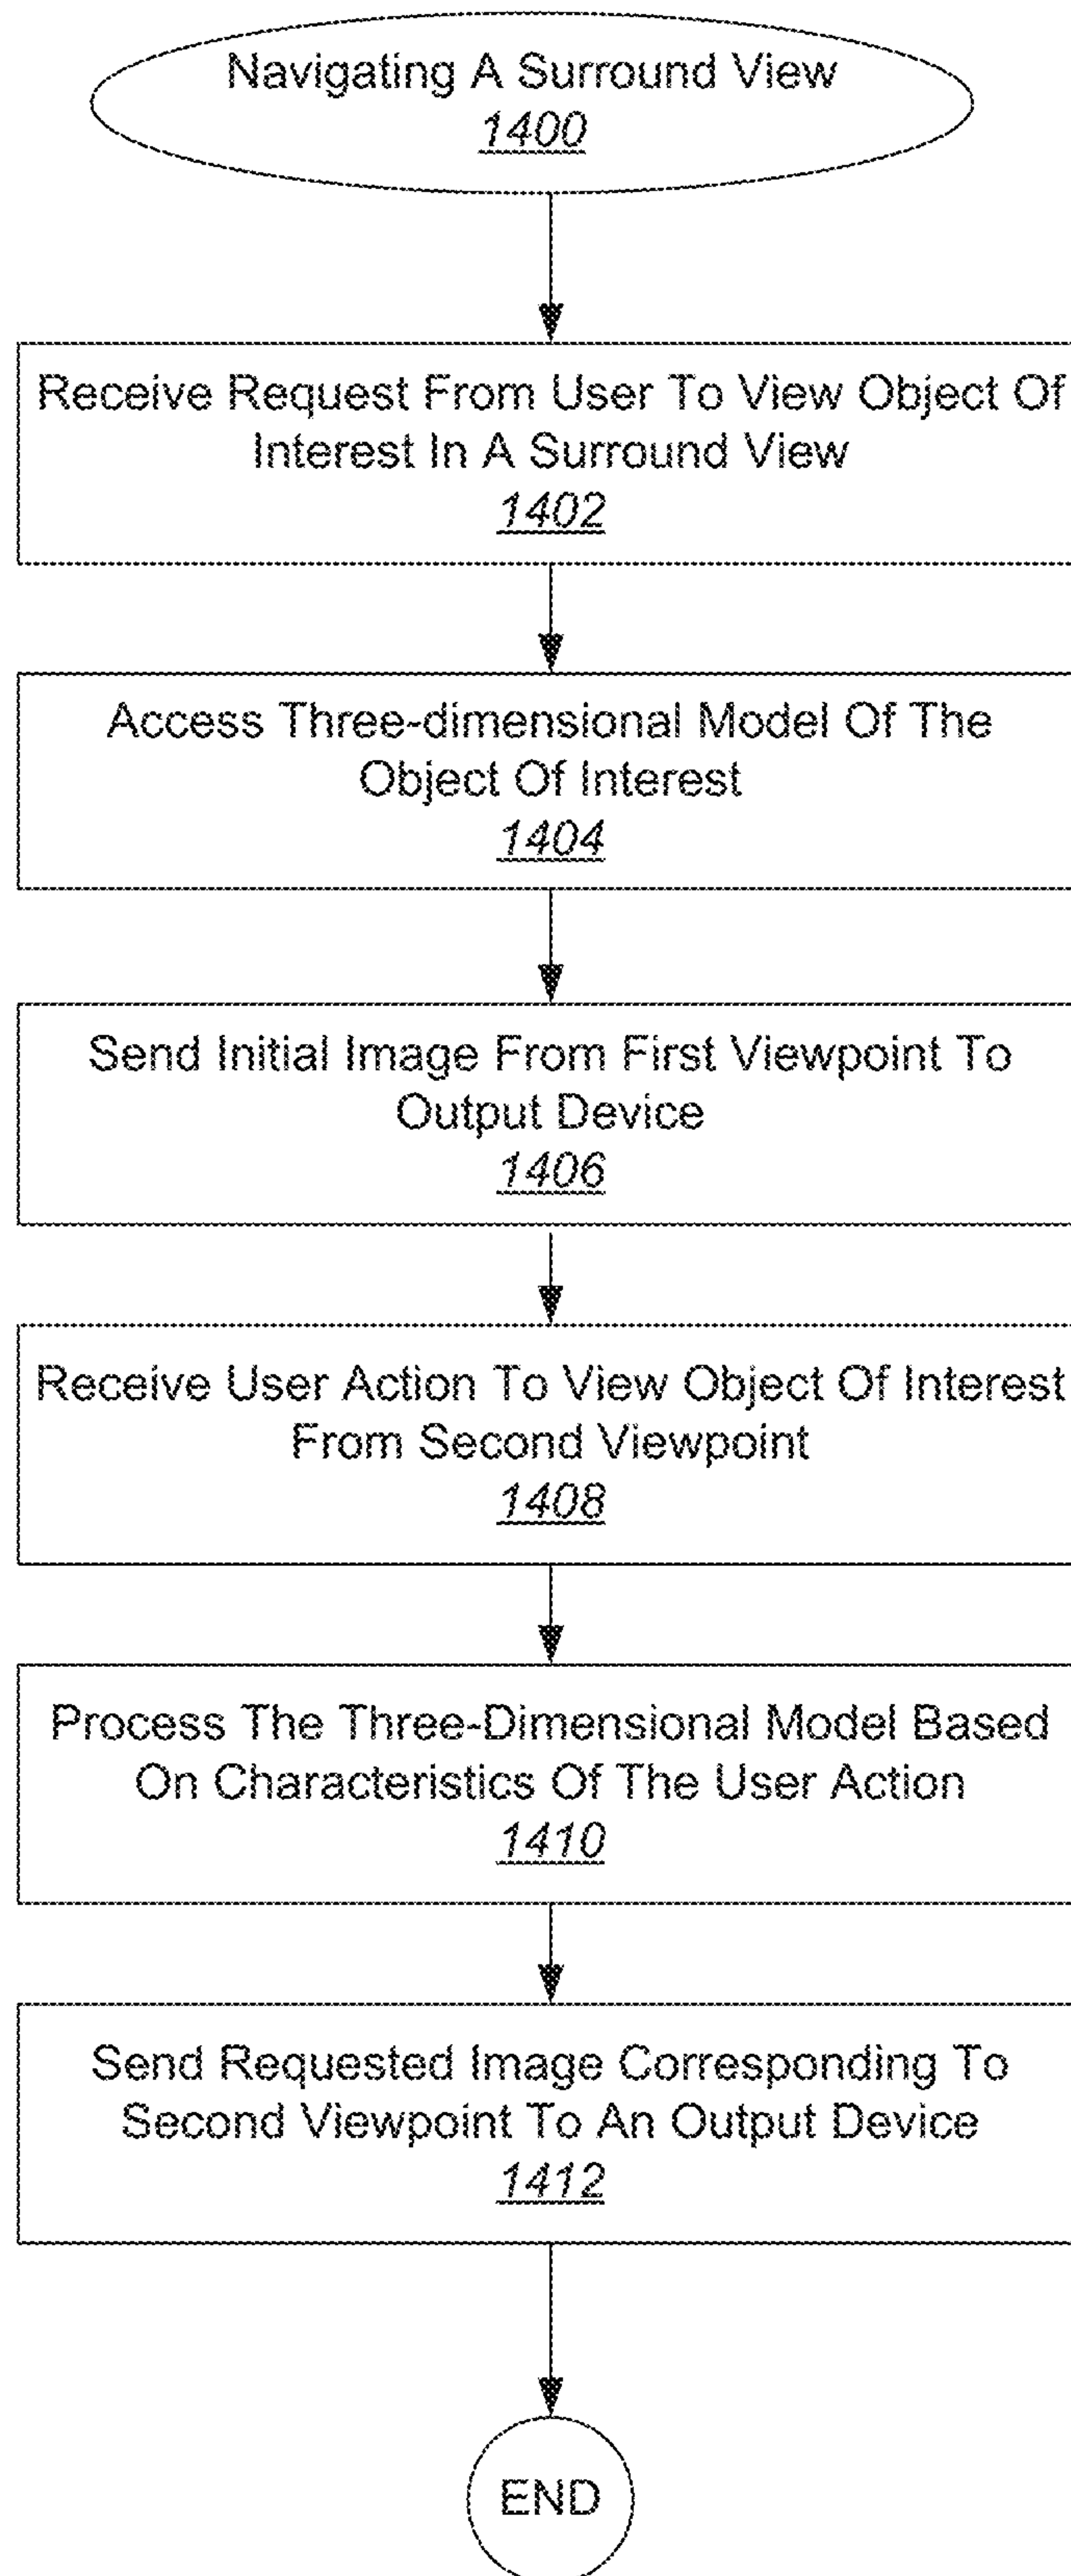 Navigating A Surround View
1400
Receive Request From User To View Object Of
Interest In A Surround View
1402
Access Three-dimensional Model Of The
Object Of Interest
1404
Send Initial Image From First Viewpoint To
Output Device
1406
Receive User Action To View Object Of Interest
From Second Viewpoint
1408
Process The Three-Dimensional Model Based
On Characteristics Of The User Action
1410
Send Requested Image Corresponding To
Second Viewpoint To An Output Device
1412
END